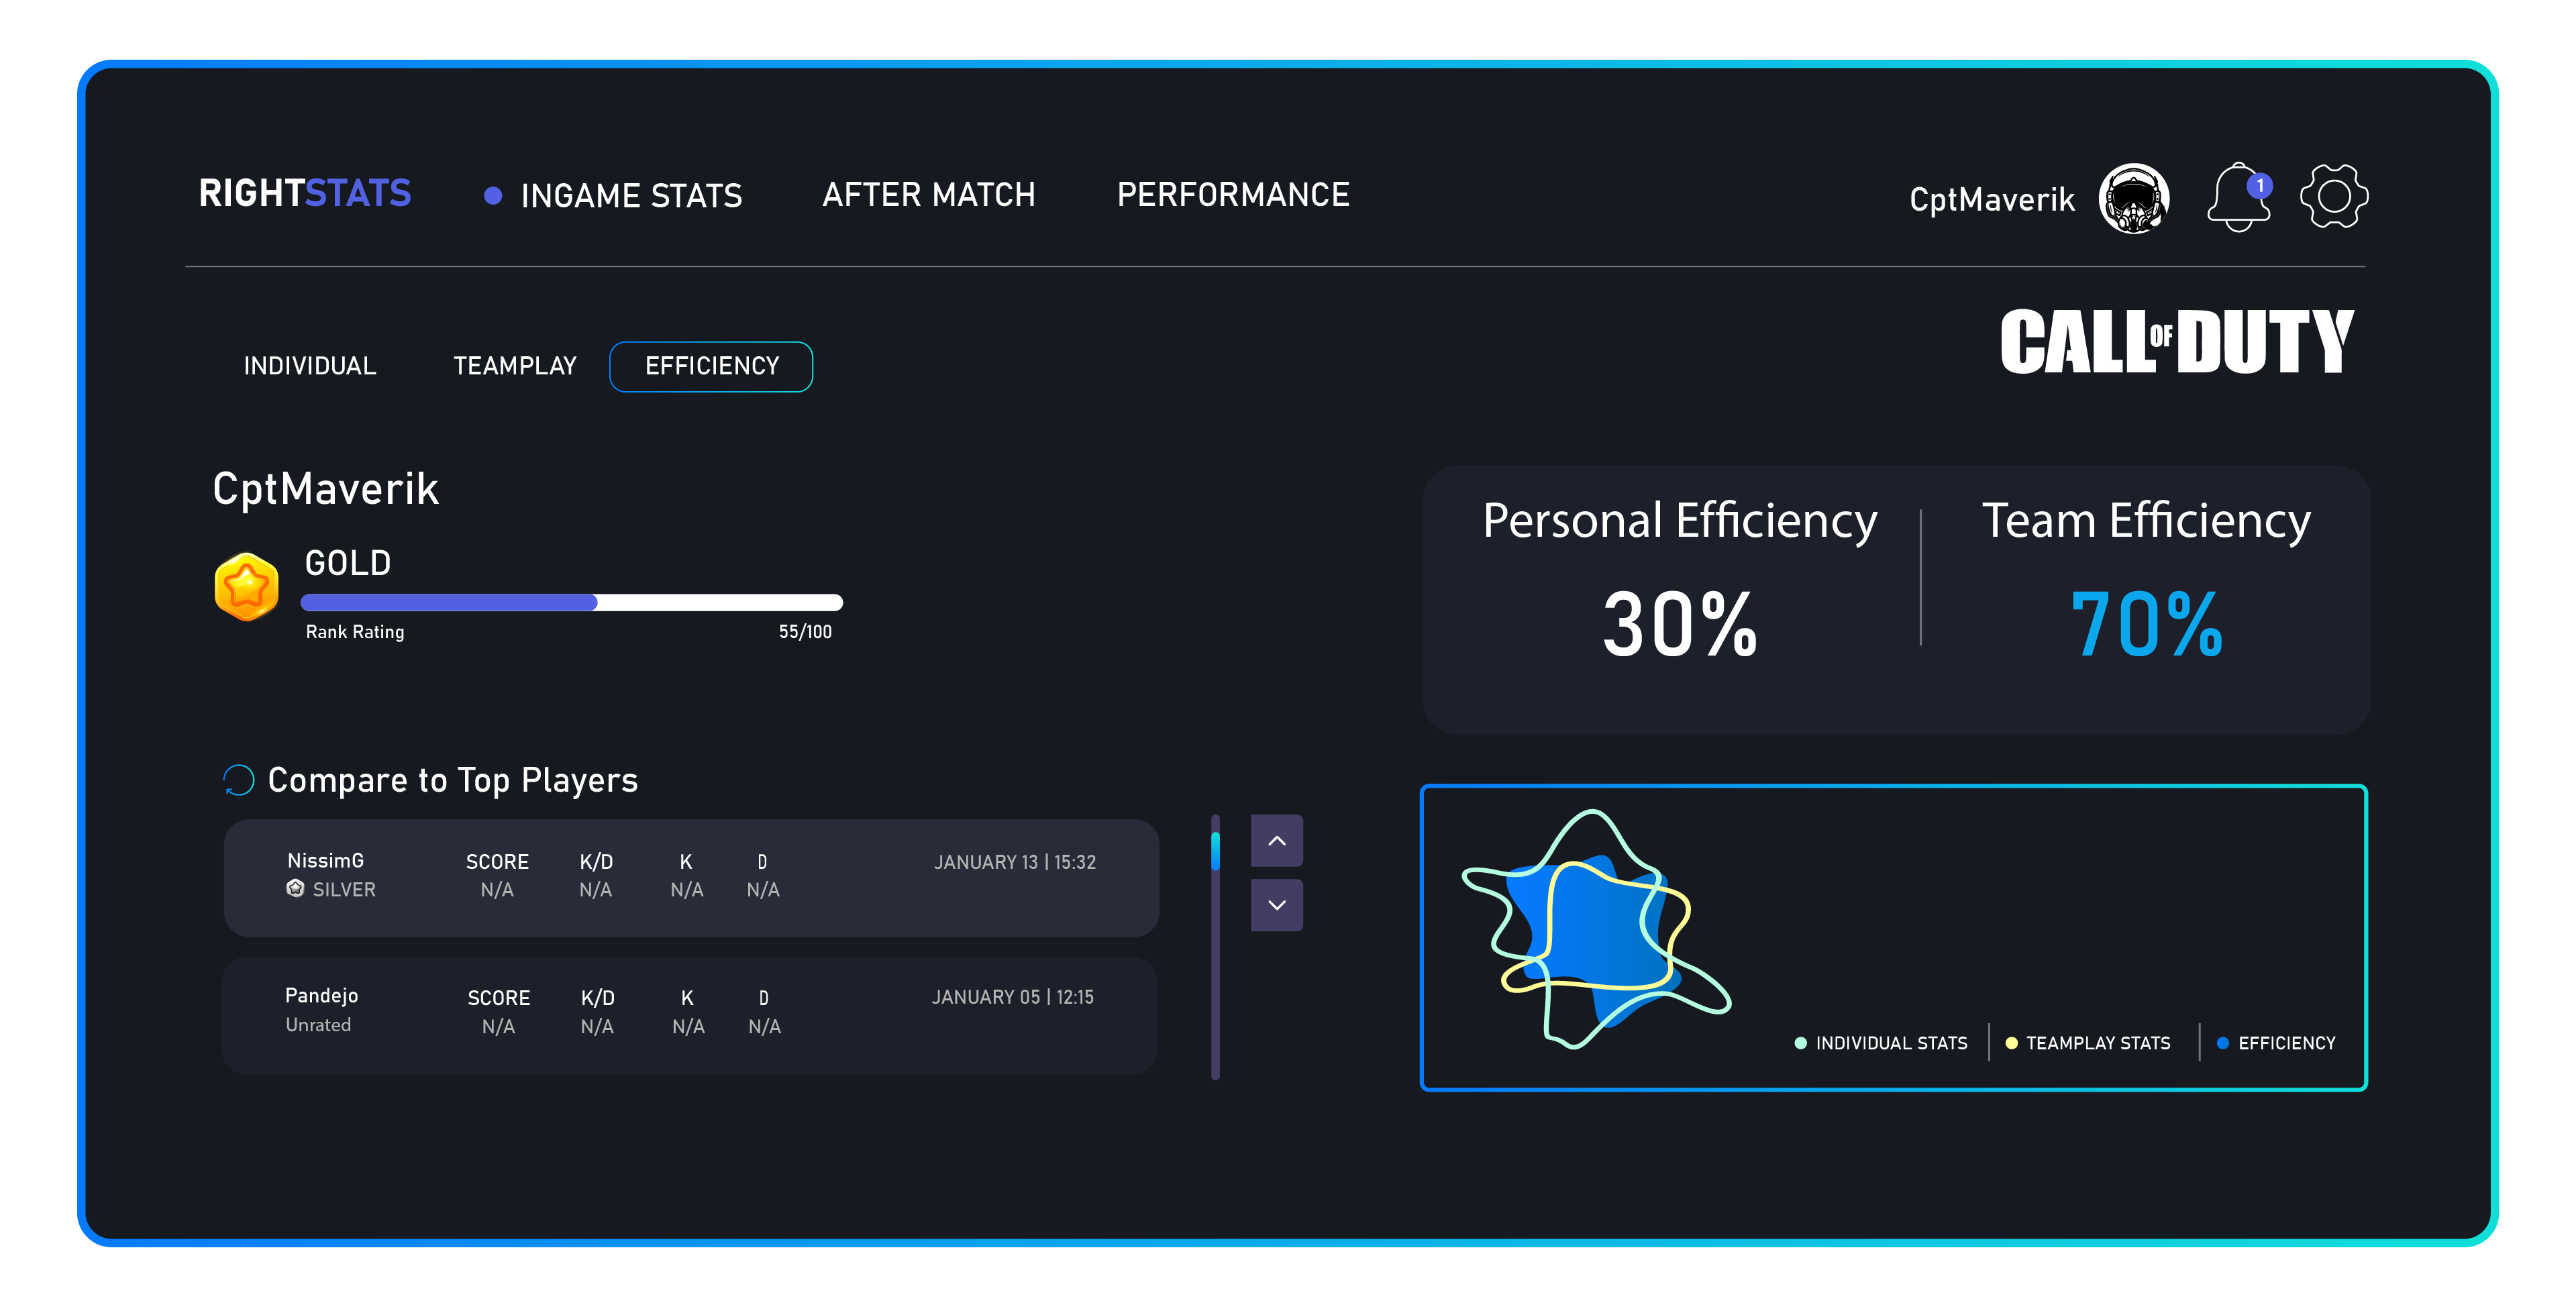 RIGHTSTATS INGAME STATS AFTER MATCH PERFORMANCE CptMaverik 1
CALL OF DUTY
INDIVIDUAL TEAMPLAY EFFICIENCY
CptMaverik
GOLD
Rank Rating 55/100
Personal Efficiency Team Efficiency
30% 70%
Compare to Top Players
NissimG SCORE K/D K D JANUARY 13 | 15:32
SILVER N/A N/A N/A N/A
Pandejo SCORE K/D K D JANUARY 05 | 12:15
Unrated N/A N/A N/A N/A
INDIVIDUAL STATS TEAMPLAY STATS EFFICIENCY